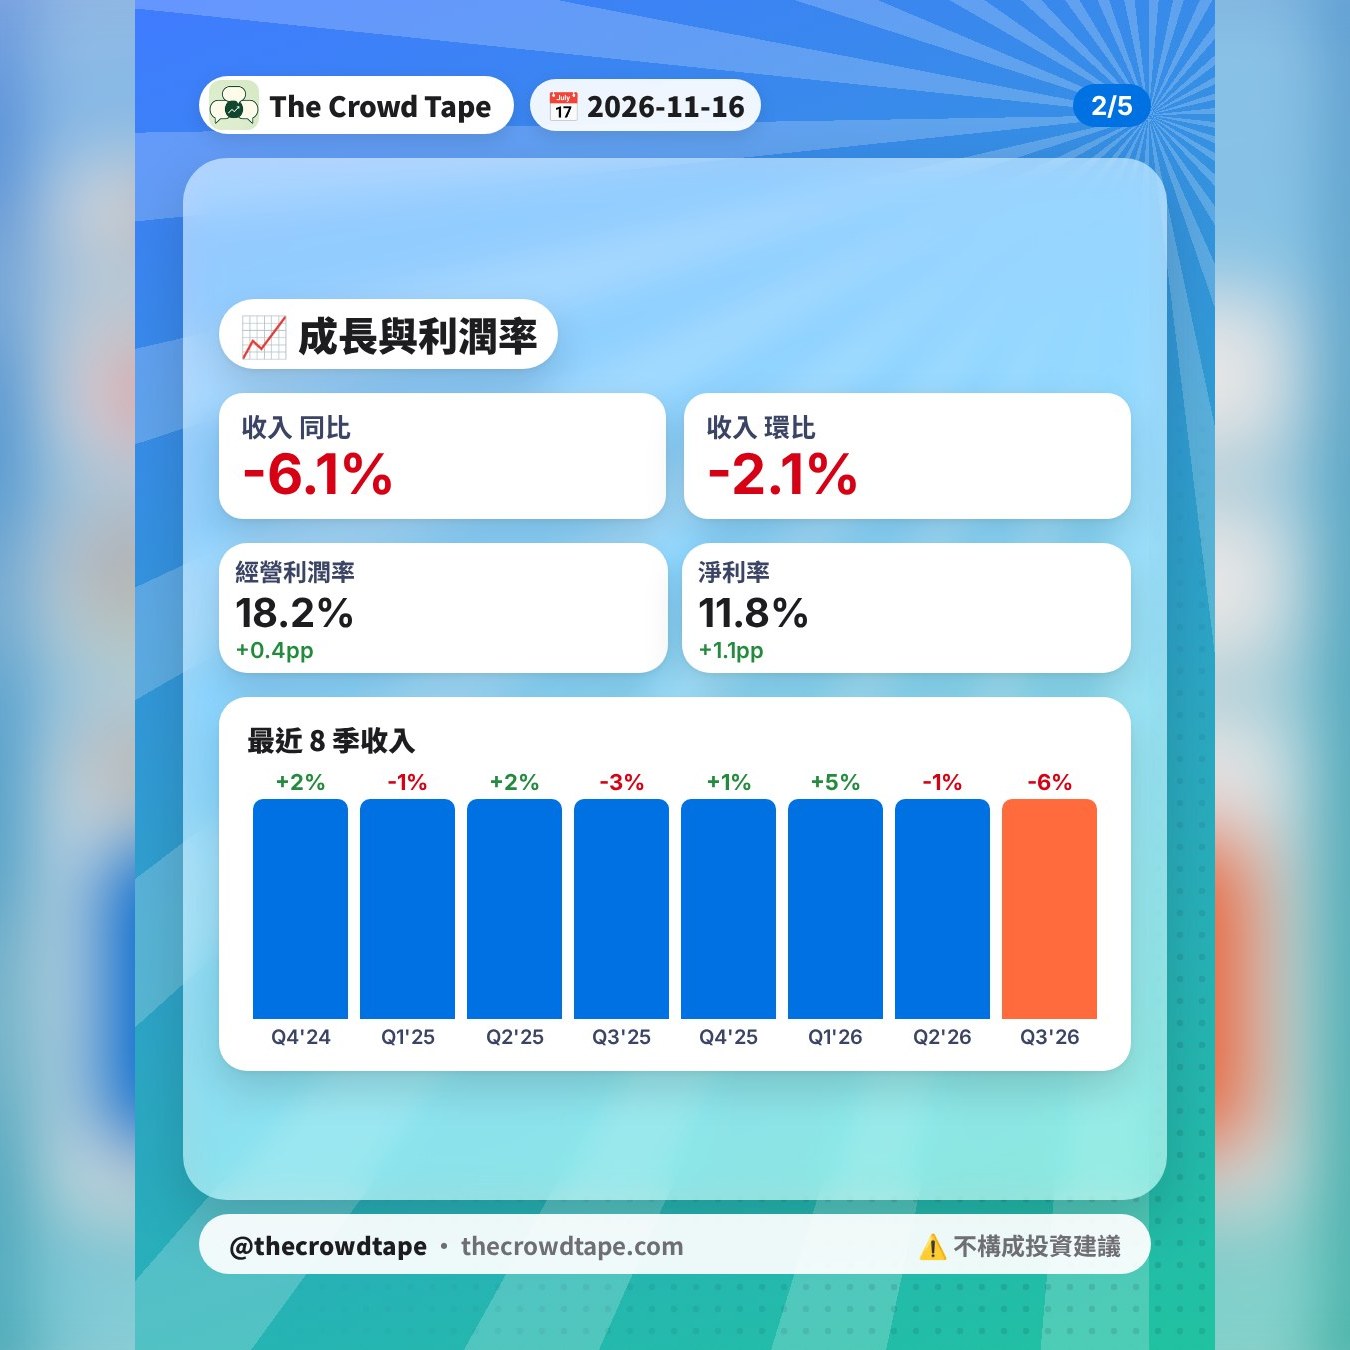 The Crowd Tape
2026-11-16
2/5
成長與利潤率
收入 同比
-6.1%
收入 環比
-2.1%
經營利潤率
18.2%
+0.4pp
淨利率
11.8%
+1.1pp
最近 8 季收入
+2% -1% +2% -3% +1% +5% -1% -6%
Q4'24 Q1'25 Q2'25 Q3'25 Q4'25 Q1'26 Q2'26 Q3'26
@thecrowdtape • thecrowdtape.com
⚠️ 不構成投資建議